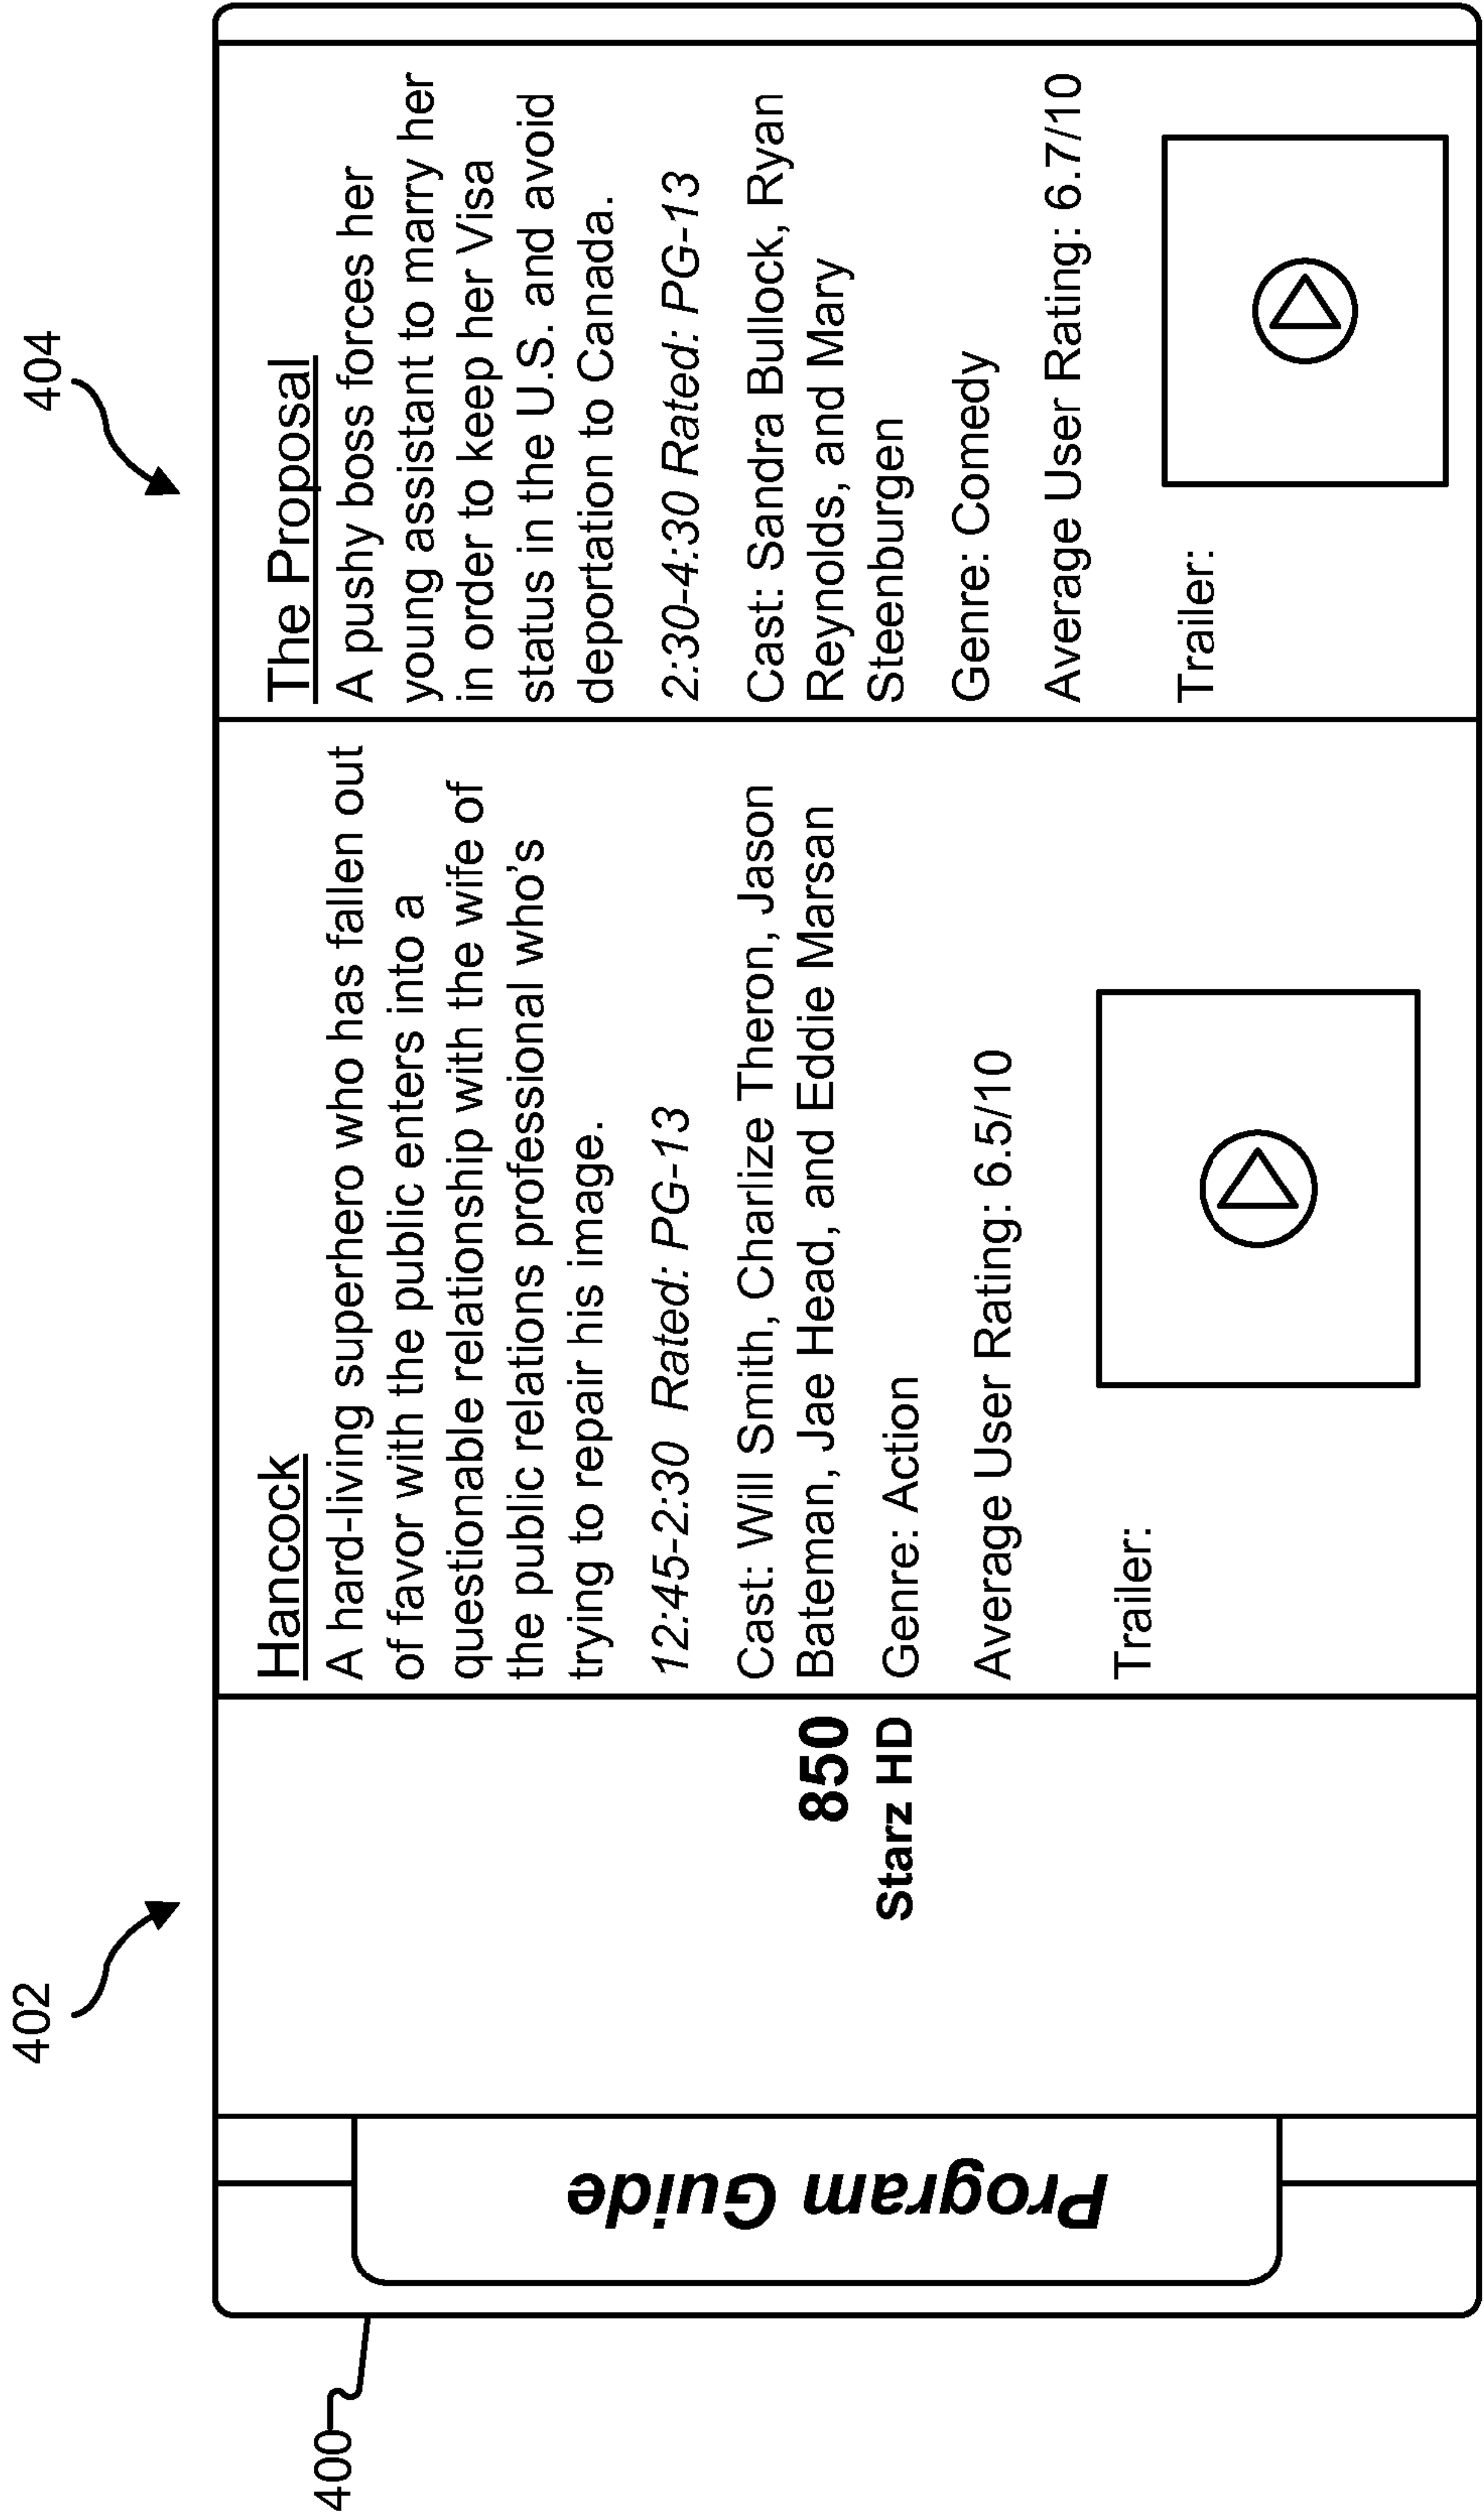 402
404
400
Program Guide
850
starz HD
Hancock
A hard-living superhero who has fallen out
of favor with the public enters into a
questionable relationship with the wife of
the public relations professional who's
trying to repair his image.
12:45-2:30 Rated: PG-13
Cast: Will Smith, Charlize Theron, Jason
Bateman, Jae Head, and Eddie Marsan
Genre: Action
Average User Rating: 6.5/10
Trailer:
The Proposal
A pushy boss forces her
young assistant to marry her
in order to keep her Visa
status in the U.S. and avoid
deportation to Canada.
2:30-4:30 Rated: PG-13
Cast: Sandra Bullock, Ryan
Reynolds, and Mary
Steenburgen
Genre: Comedy
Average User Rating: 6.7/10
Trailer: